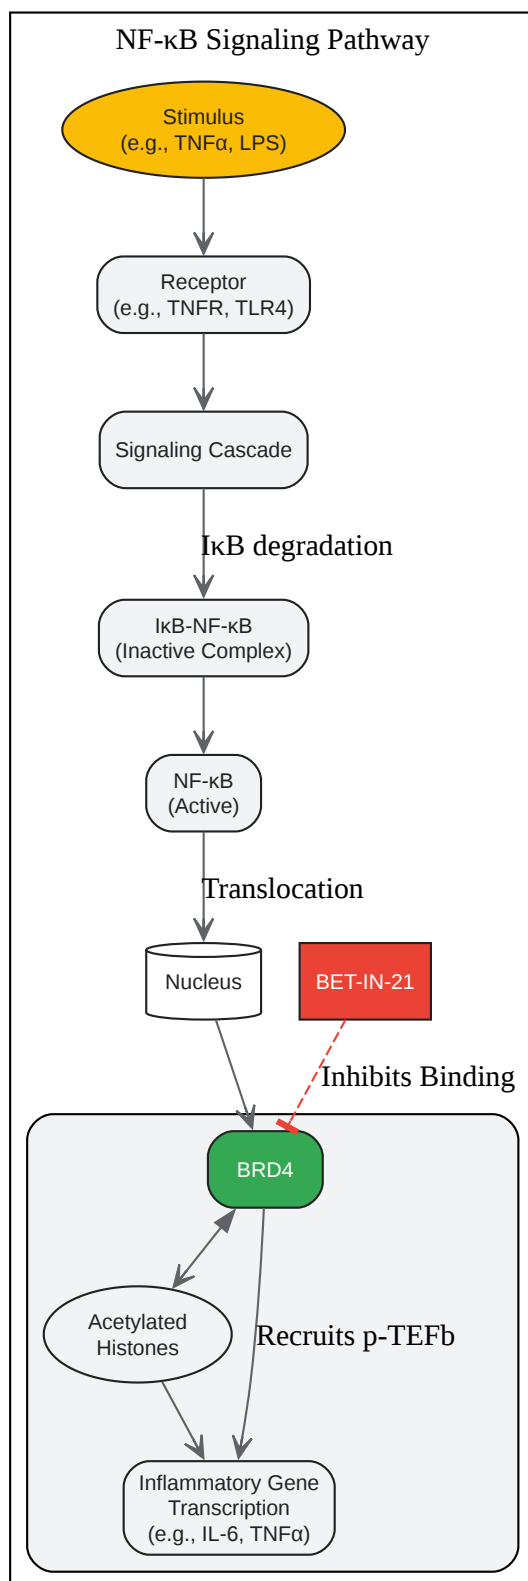 NF-κB Signaling Pathway
Stimulus
(e.g., TNFα, LPS)
Receptor
(e.g., TNFR, TLR4)
Signaling Cascade
IκB degradation
IκB-NF-κB
(Inactive Complex)
NF-κB
(Active)
Translocation
Nucleus
BET-IN-21
Inhibits Binding
BRD4
Acetylated
Histones
Recruits p-TEFb
Inflammatory Gene
Transcription
(e.g., IL-6, TNFα)